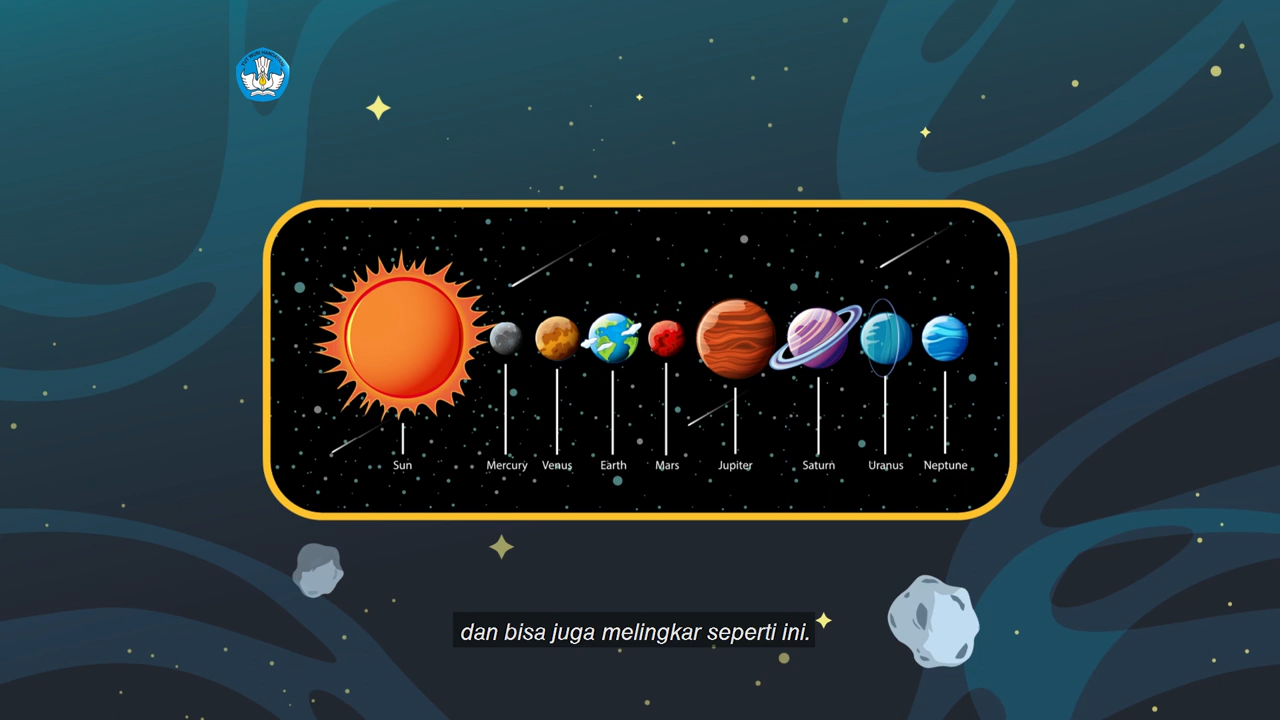 Sun
Mercury
Venus
Earth
Mars
Jupiter
Saturn
Uranus
Neptune
dan bisa juga melingkar seperti ini.